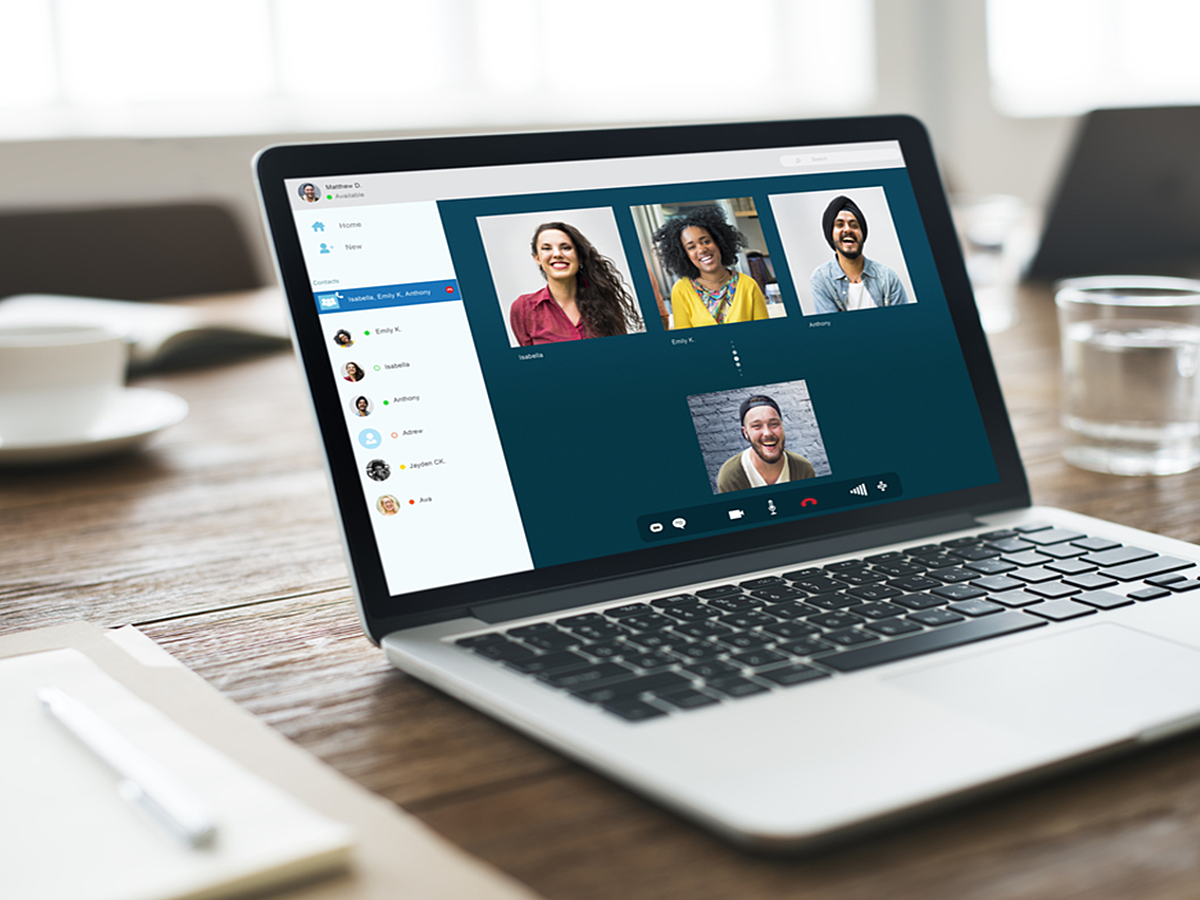 Matthew D.
Available
Search
Home
New
Contacts
Isabella, Emily K, Anthony
Emily K.
Isabella
Anthony
Adrew
Jayden CK.
Ava
Isabella
Emily K.
Anthony